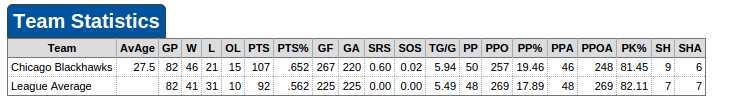 Team Statistics
Team AvAge GP W L OL PTS PTS% GF GA SRS SOS TG/G PP PPO PP% PPA PPOA PK% SH SHA
Chicago Blackhawks 27.5 82 46 21 15 107 .652 267 220 0.60 0.02 5.94 50 257 19.46 46 248 81.45 9 6
League Average 82 41 31 10 92 .562 225 225 0.00 0.00 5.49 48 269 17.89 48 269 82.11 7 7